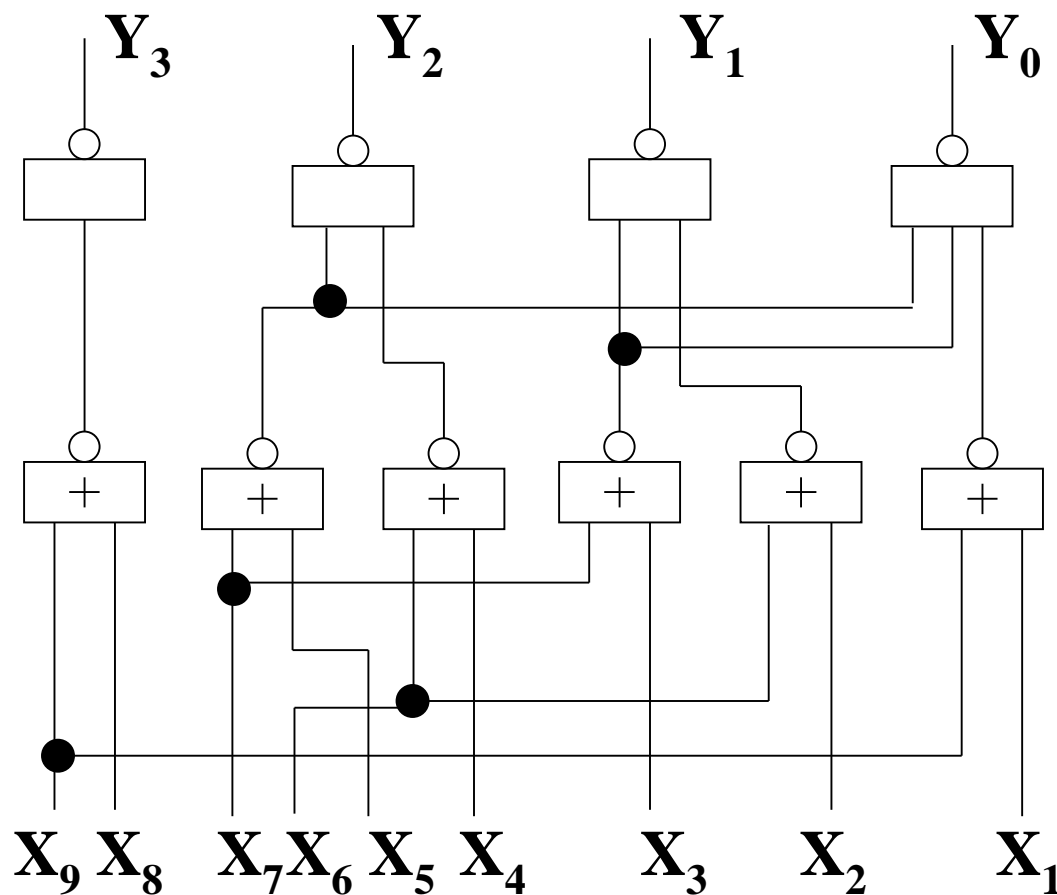 Y₃ Y₂ Y₁ Y₀
+ + + + + +
X₉ X₈ X₇ X₆ X₅ X₄ X₃ X₂ X₁